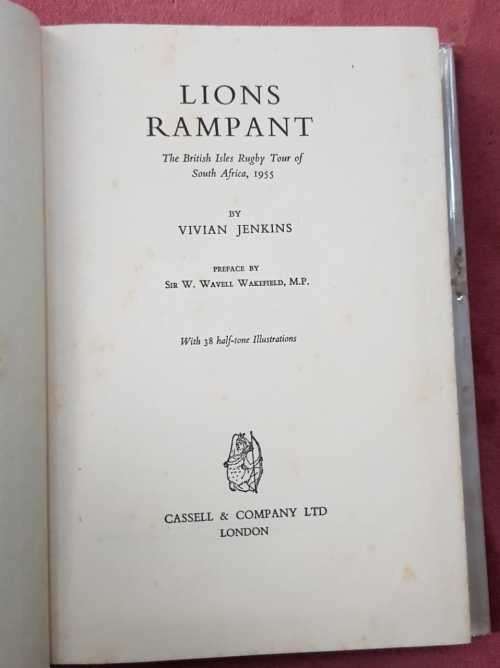 LIONS
RAMPANT
The British Isles Rugby Tour of
South Africa, 1955
BY
VIVIAN JENKINS
PREFACE BY
SIR W. WAVELL WAKEFIELD, M.P.
With 38 half-tone Illustrations
CASSELL & COMPANY LTD
LONDON